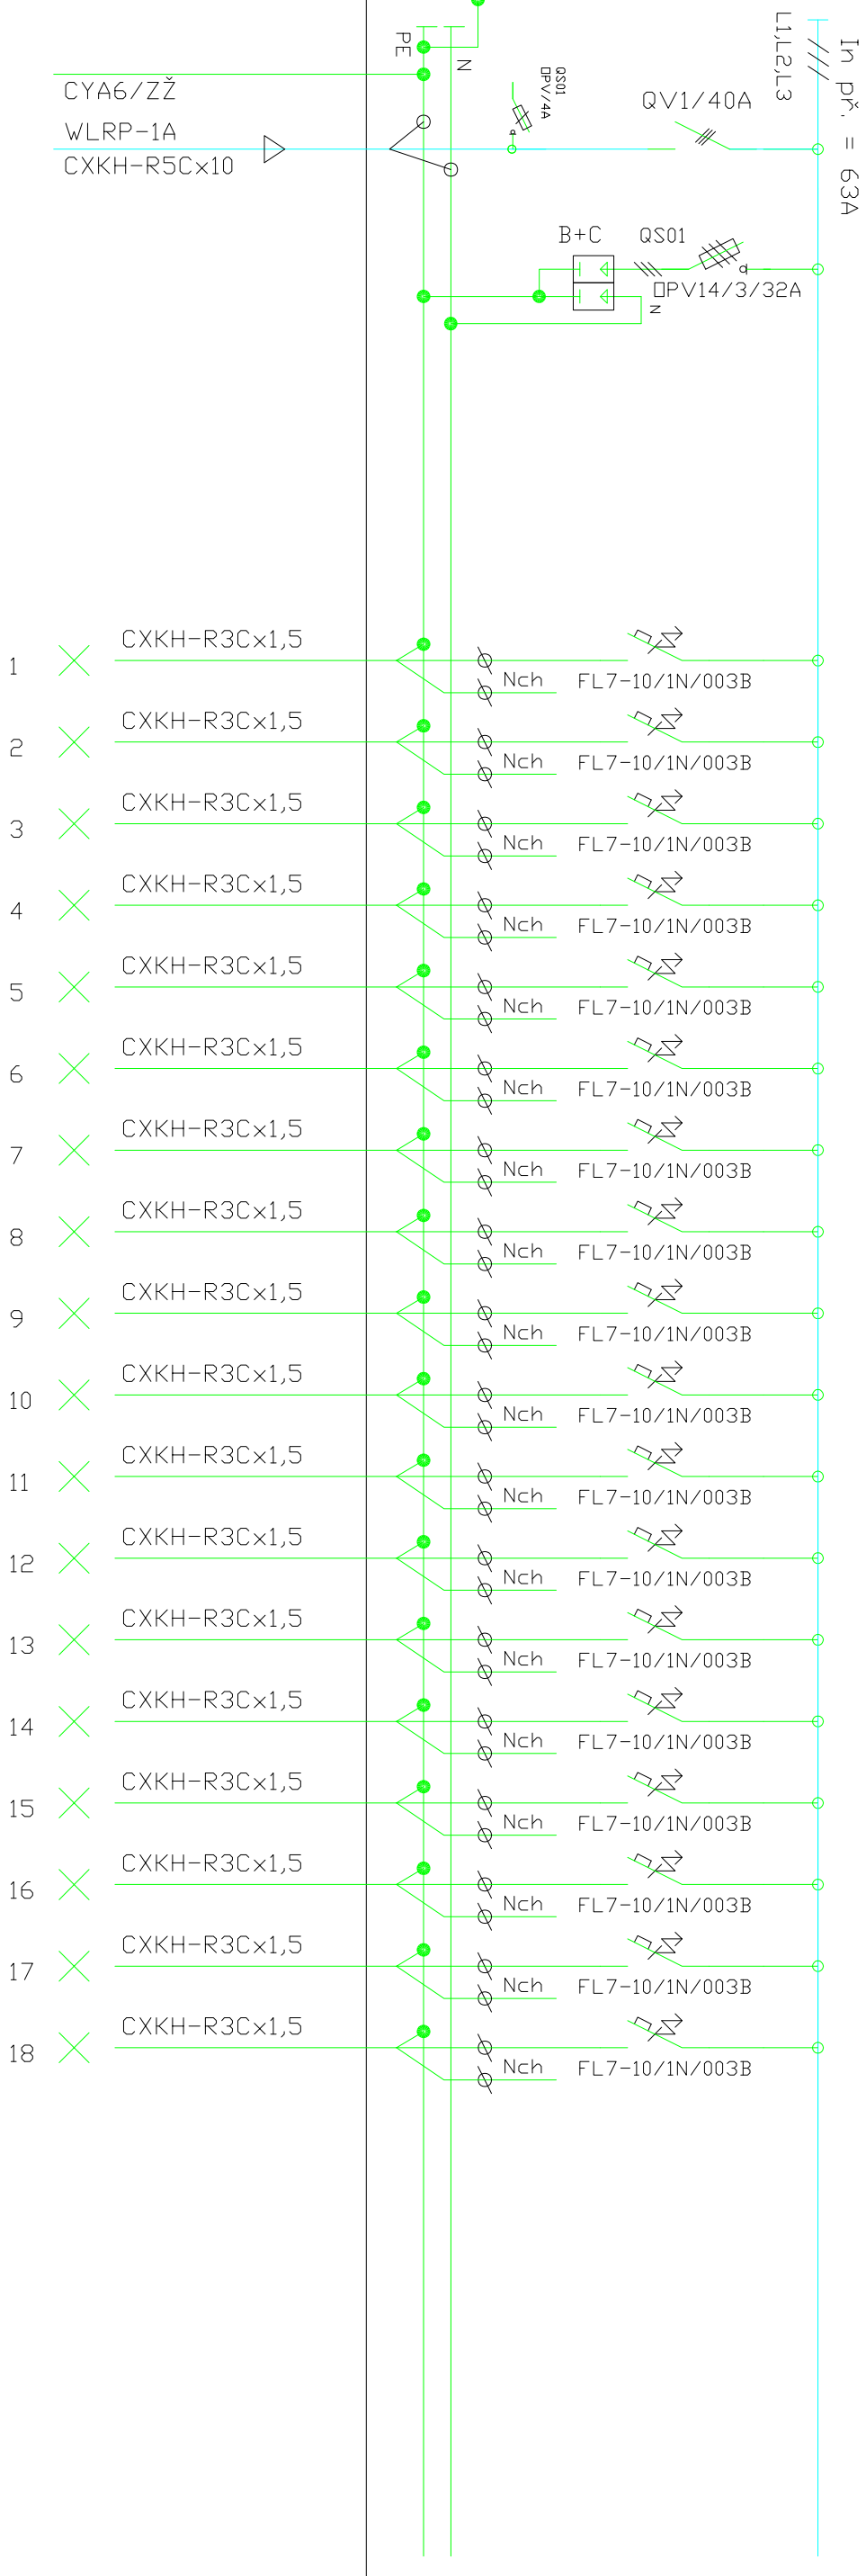 In př. = 63A
L1,L2,L3
PE
N
QS01
OPV/4A
QV1/40A
CYA6/ZŽ
WLRP-1A
CXKH-R5Cx10
B+C
QS01
OPV14/3/32A
N
1
CXKH-R3Cx1,5
Nch
FL7-10/1N/003B
2
CXKH-R3Cx1,5
Nch
FL7-10/1N/003B
3
CXKH-R3Cx1,5
Nch
FL7-10/1N/003B
4
CXKH-R3Cx1,5
Nch
FL7-10/1N/003B
5
CXKH-R3Cx1,5
Nch
FL7-10/1N/003B
6
CXKH-R3Cx1,5
Nch
FL7-10/1N/003B
7
CXKH-R3Cx1,5
Nch
FL7-10/1N/003B
8
CXKH-R3Cx1,5
Nch
FL7-10/1N/003B
9
CXKH-R3Cx1,5
Nch
FL7-10/1N/003B
10
CXKH-R3Cx1,5
Nch
FL7-10/1N/003B
11
CXKH-R3Cx1,5
Nch
FL7-10/1N/003B
12
CXKH-R3Cx1,5
Nch
FL7-10/1N/003B
13
CXKH-R3Cx1,5
Nch
FL7-10/1N/003B
14
CXKH-R3Cx1,5
Nch
FL7-10/1N/003B
15
CXKH-R3Cx1,5
Nch
FL7-10/1N/003B
16
CXKH-R3Cx1,5
Nch
FL7-10/1N/003B
17
CXKH-R3Cx1,5
Nch
FL7-10/1N/003B
18
CXKH-R3Cx1,5
Nch
FL7-10/1N/003B